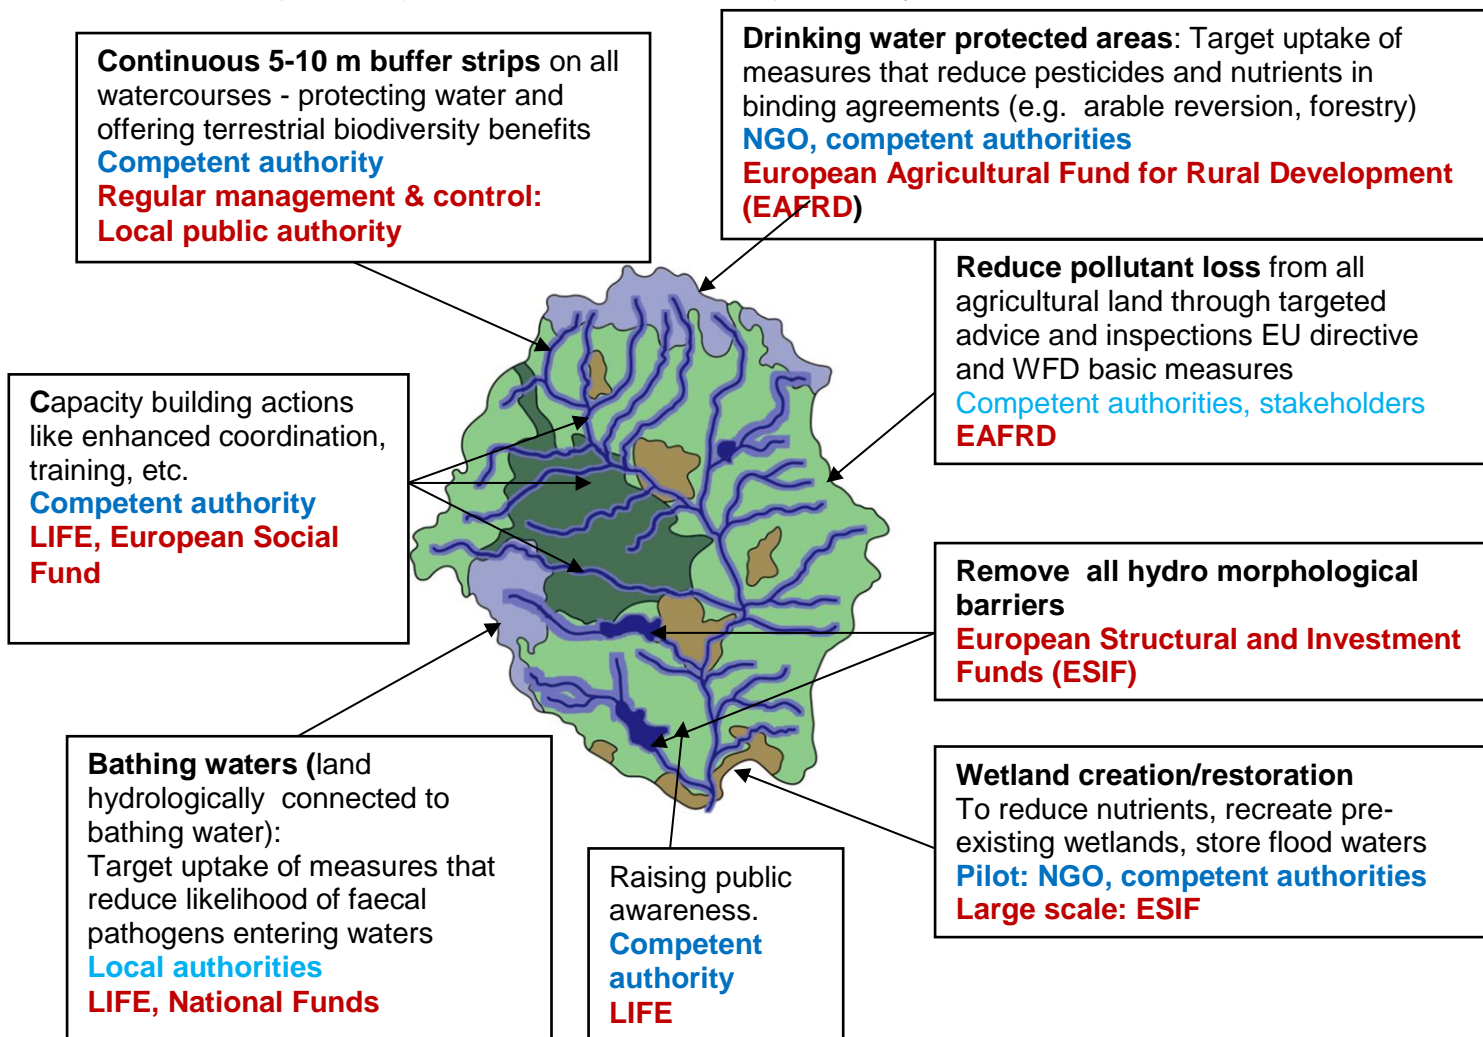 Continuous 5-10 m buffer strips on all
watercourses - protecting water and
offering terrestrial biodiversity benefits
Competent authority
Regular management & control:
Local public authority
Drinking water protected areas: Target uptake of
measures that reduce pesticides and nutrients in
binding agreements (e.g. arable reversion, forestry)
NGO, competent authorities
European Agricultural Fund for Rural Development
(EAFRD)
Reduce pollutant loss from all
agricultural land through targeted
advice and inspections EU directive
and WFD basic measures
Competent authorities, stakeholders
EAFRD
Capacity building actions
like enhanced coordination,
training, etc.
Competent authority
LIFE, European Social
Fund
Remove all hydro morphological
barriers
European Structural and Investment
Funds (ESIF)
Bathing waters (land
hydrologically connected to
bathing water):
Target uptake of measures that
reduce likelihood of faecal
pathogens entering waters
Local authorities
LIFE, National Funds
Raising public
awareness.
Competent
authority
LIFE
Wetland creation/restoration
To reduce nutrients, recreate pre-
existing wetlands, store flood waters
Pilot: NGO, competent authorities
Large scale: ESIF